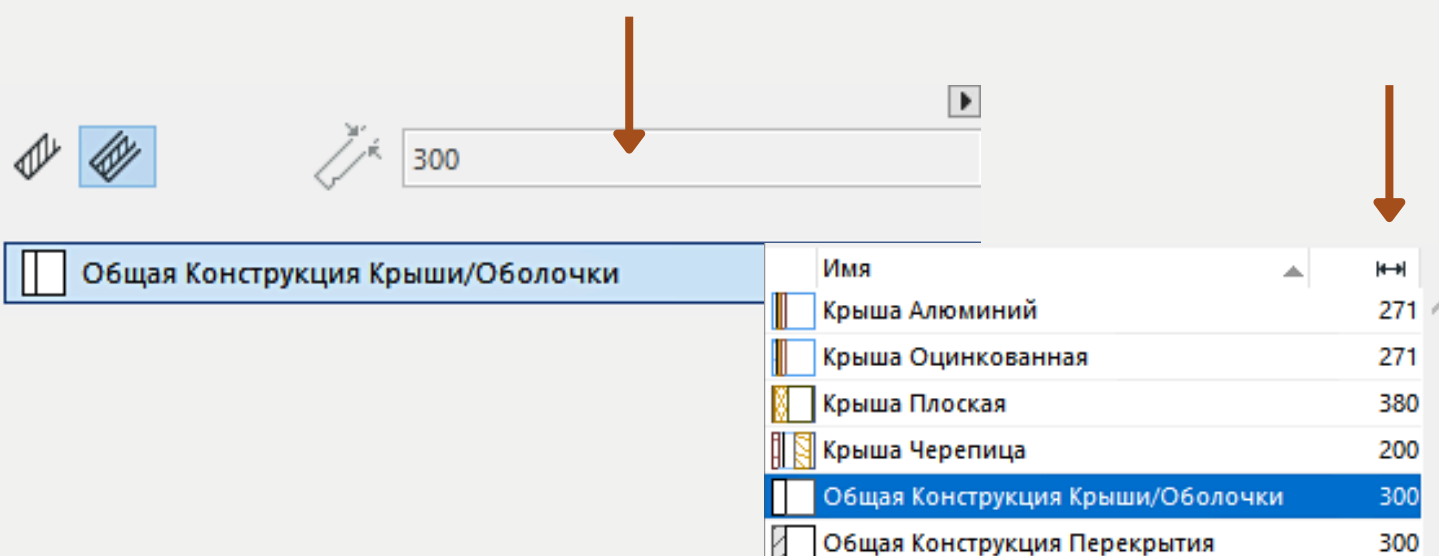 300
Общая Конструкция Крыши/Оболочки
Имя
Крыша Алюминий 271
Крыша Оцинкованная 271
Крыша Плоская 380
Крыша Черепица 200
Общая Конструкция Крыши/Оболочки 300
Общая Конструкция Перекрытия 300